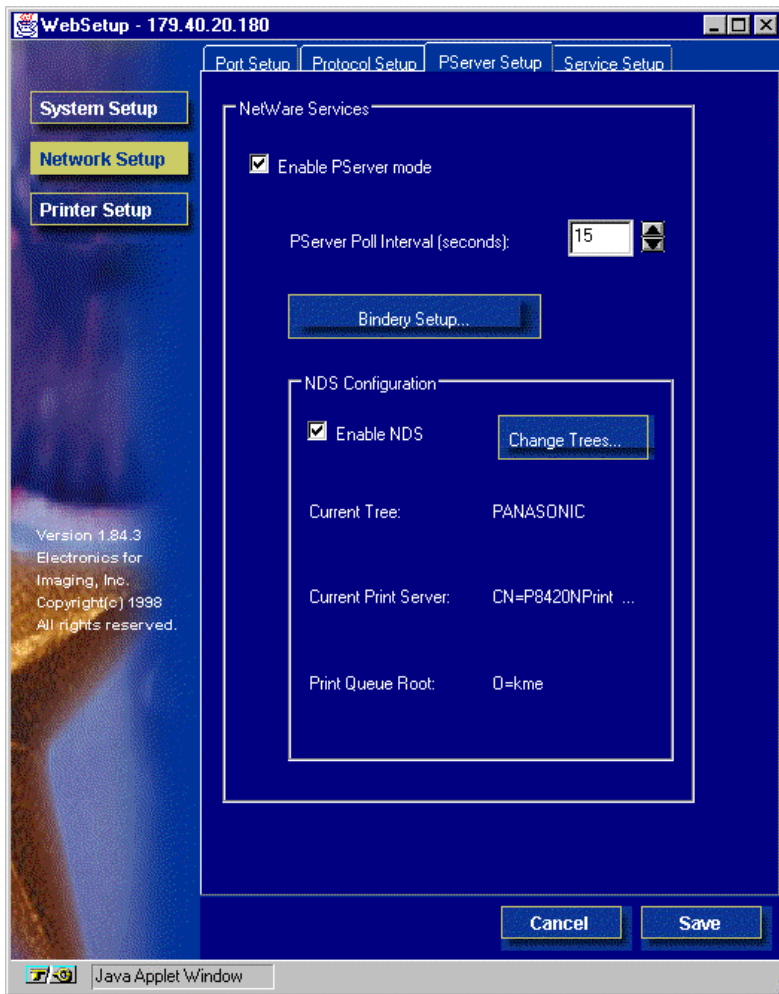 WebSetup - 179.40.20.180
Port Setup Protocol Setup PServer Setup Service Setup
System Setup
Network Setup
Printer Setup
NetWare Services
Enable PServer mode
PServer Poll Interval (seconds): 15
Bindery Setup...
NDS Configuration
Enable NDS Change Trees...
Current Tree: PANASONIC
Current Print Server: CN=P8420NPrint ...
Print Queue Root: O=kme
Version 1.84.3
Electronics for
Imaging, Inc.
Copyright(c) 1998
All rights reserved.
Cancel Save
Java Applet Window